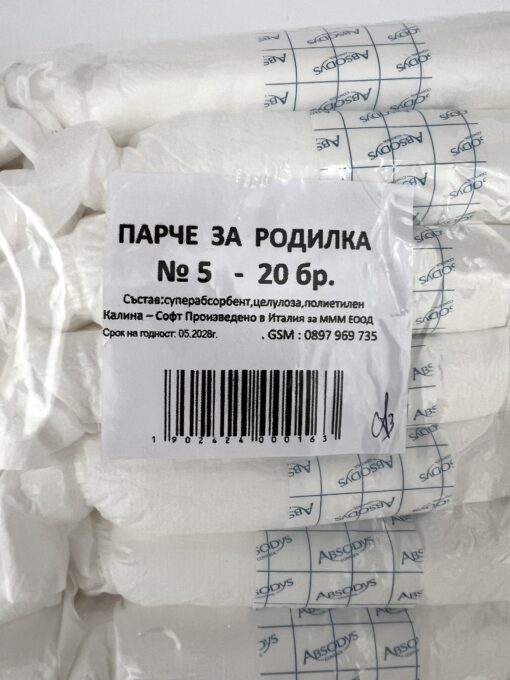 ABSODYS
ABSODYS
ПАРЧЕ ЗА РОДИЛКА
№ 5 - 20 бр.
Състав:суперабсорбент,целулоза,полиетилен
Калина – Софт Произведено в Италия за МММ ЕООД
Срок на годност: 05.2028г. . GSM : 0897 969 735
1 902424 000163
ABSODYS
ABSODYS
ABSODYS
ABSODYS